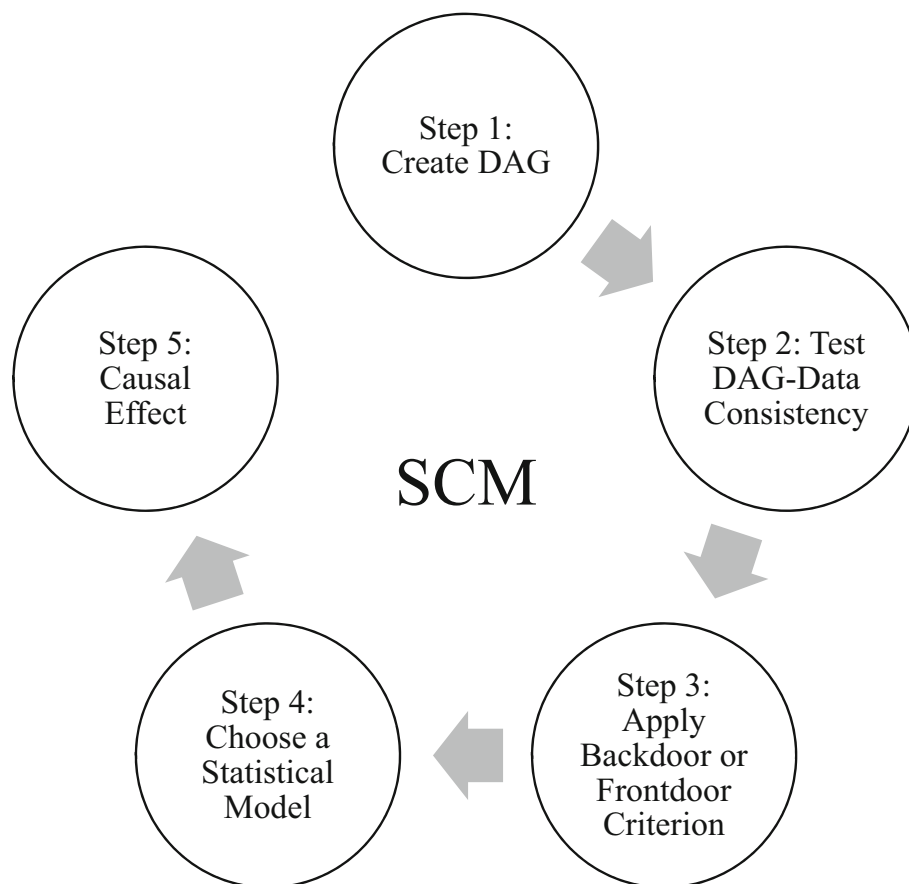 Step 1:
Create DAG
Step 2: Test
DAG-Data
Consistency
Step 3:
Apply
Backdoor or
Frontdoor
Criterion
Step 4:
Choose a
Statistical
Model
Step 5:
Causal
Effect
SCM